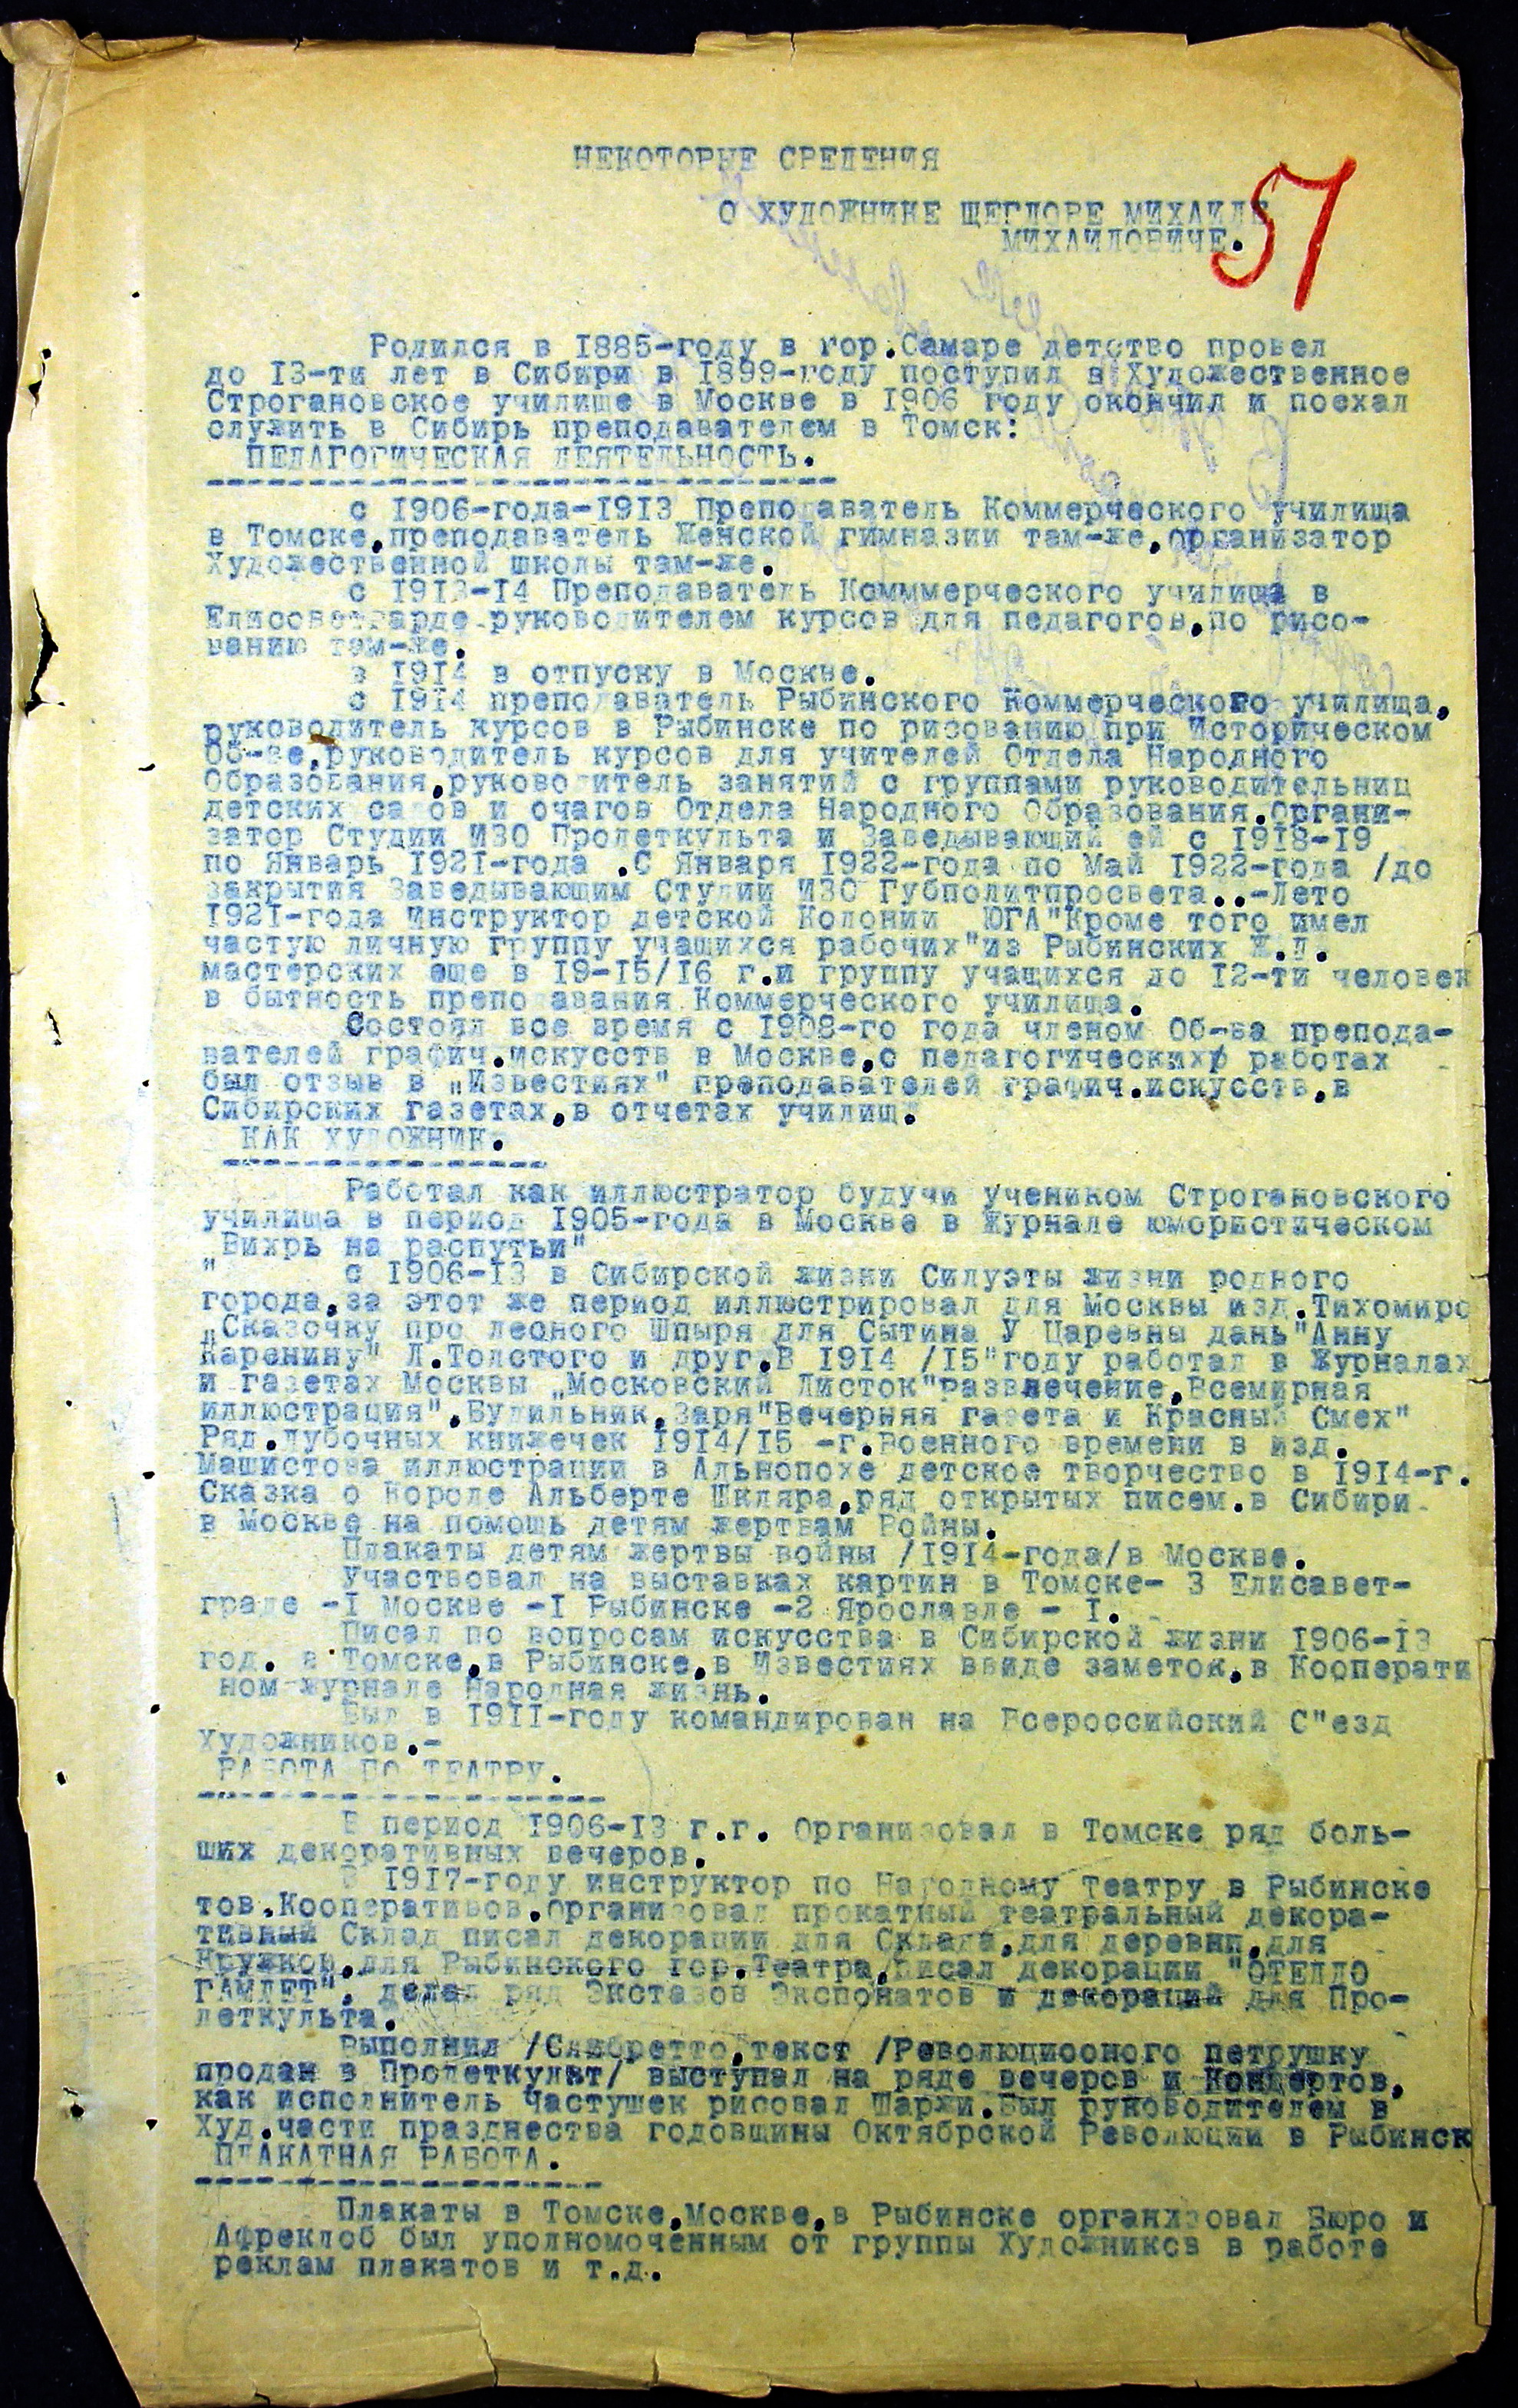 НЕКОТОРЫЕ СВЕДЕНИЯ
О ХУДОЖНИКЕ ЩЕГЛОВЕ МИХАИЛЕ
МИХАИЛОВИЧЕ.
57
Родился в 1885-году в гор.Самаре детство провел
до 13-ти лет в Сибири в 1899-году поступил в Художественное
Строгановское училище в Москве в 1906 году окончил и поехал
служить в Сибирь преподавателем в Томск:
ПЕДАГОГИЧЕСКАЯ ДЕЯТЕЛЬНОСТЬ.
с 1906-года-1913 Преподаватель Коммерческого училища
в Томске,преподаватель Женской гимназии там-же,организатор
Художественной школы там-же.
с 1913-14 Преподаватель Комммерческого училища в
Елисоветгарде руководителем курсов для педагогов,по рисо-
ванию там-же.
в 1914 в отпуску в Москве.
с 1914 преподаватель Рыбинского Коммерческого училища,
руководитель курсов в Рыбинске по рисованию при Историческом
Об-ве,руководитель курсов для учителей Отдела Народного
Образования,руководитель занятий с группами руководительниц
детских садов и очагов Отдела Народного Образования.Органи-
затор Студии ИЗО Пролеткульта и Заведывающий ей с 1918-19
по Январь 1921-года .С Января 1922-года по Май 1922-года /до
закрытия Заведывающим Студии ИЗО Губполитпросвета..-Лето
1921-года Инструктор детской Колонии ЮГА"Кроме того имел
частую личную группу учащихся рабочих"из Рыбинских Ж.Д.
мастерских еще в 19-15/16 г.и группу учащихся до 12-ти человек
в бытность преподавания Коммерческого училища.
Состоял все время с 1908-го года членом Об-ва препода-
вателей графич.искусств в Москве,о педагогических работах
был отзыв в „Известиях" преподавателей графич.искусств,в
Сибирских газетах,в отчетах училищ.
КАК ХУДОЖНИК.
Работал как иллюстратор будучи учеником Строгановского
училища в период 1905-года в Москве в Журнале юмористическом
„Вихрь на распутьи"
" с 1906-13 в Сибирской жизни Силуэты жизни родного
города,за этот же период иллюстрировал для Москвы изд.Тихомиро
„Сказочку про лесного Шпыря для Сытина У Царевны дань"Анну
Каренину" Л.Толстого и друг.В 1914 /15"году работал в Журналах
и газетах Москвы „Московский Листок"развлечение,Всемирная
иллюстрация",Будильник,Заря"Вечерняя газета и Красный Смех"
Ряд.лубочных книжечек 1914/15 -г.Военного времени в изд.
Машистова иллюстрации в Альнопохе детское творчество в 1914-г.
Сказка о Короле Альберте Шкляра,ряд открытых писем.в Сибири
в Москве на помощь детям жертвам Войны.
Плакаты детям жертвы войны /1914-года/в Москве.
Участвовал на выставках картин в Томске- 3 Елисавет-
граде -1 Москве -1 Рыбинске -2 Ярославле - 1.
Писал по вопросам искусства в Сибирской жизни 1906-13
год. в Томске,в Рыбинске,в Известиях ввиде заметок,в Кооперати
ном журнале Народная жизнь.
Был в 1911-году командирован на Всероссийский С"езд
Художников.-
РАБОТА ПО ТЕАТРУ.
В период 1906-13 г.г. Организовал в Томске ряд боль-
ших декоративных вечеров.
В 1917-году инструктор по Народному Театру в Рыбинске
тов.Кооперативов.организовал прокатный театральный декора-
тивный Склад писал декорации для Склада,для деревни,для
Кружков,для Рыбинского гор.Театра,писал декорации "ОТЕЛЛО
ГАМЛЕТ", делал ряд Экстазов Экспонатов и декораций для Про-
леткульта.
Выполнил текст /Революциооного петрушку
продан в Пролеткульт/ выступал на ряде вечеров и Концертов,
как исполнитель частушек рисовал Шаржи.Был руководителем в
Худ.части празднества годовщины Октябрской Революции в Рыбинск
ПЛАКАТНАЯ РАБОТА.
Плакаты в Томске,Москве,в Рыбинске организовал Бюро и
Афреклоб был уполномоченным от группы Художников в работе
реклам плакатов и т.д.